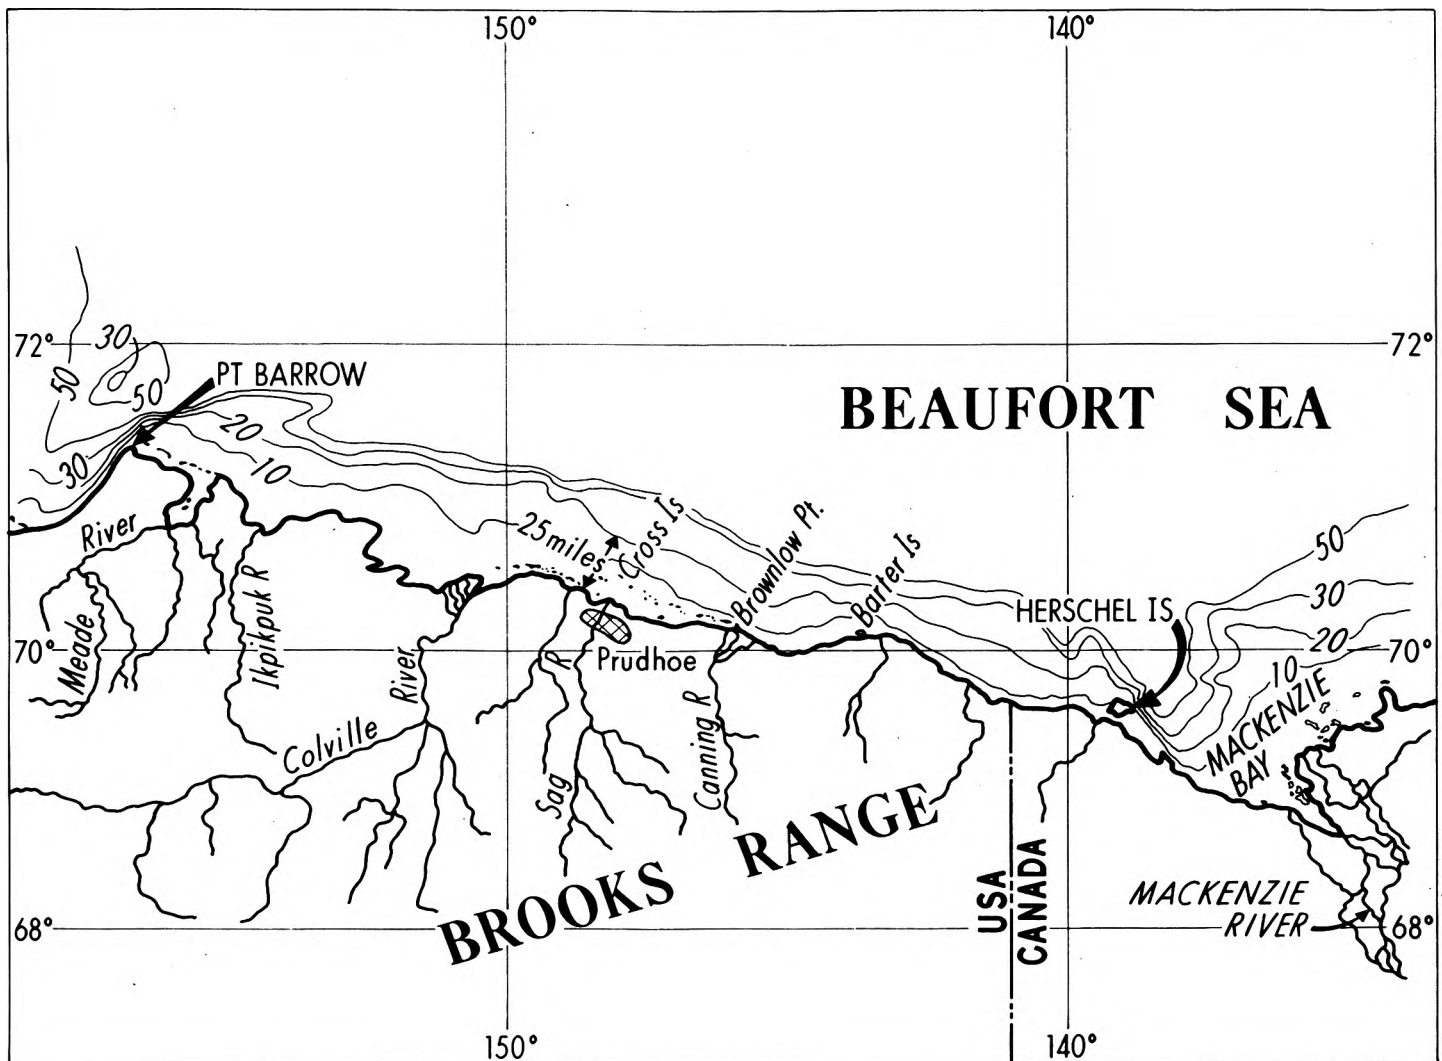 150°
140°
72°
30
72°
50
PT BARROW
50
BEAUFORT SEA
20
30
10
River
25 miles
Cross Is
Brownlow Pt.
Barter Is
50
HERSCHEL IS
30
20
10
Meade
Ikpikpuk R
70°
River
R
Prudhoe
70°
Colville
Sag
Canning R
MACKENZIE
BAY
BROOKS RANGE
USA
CANADA
MACKENZIE
RIVER
68°
68°
150°
140°